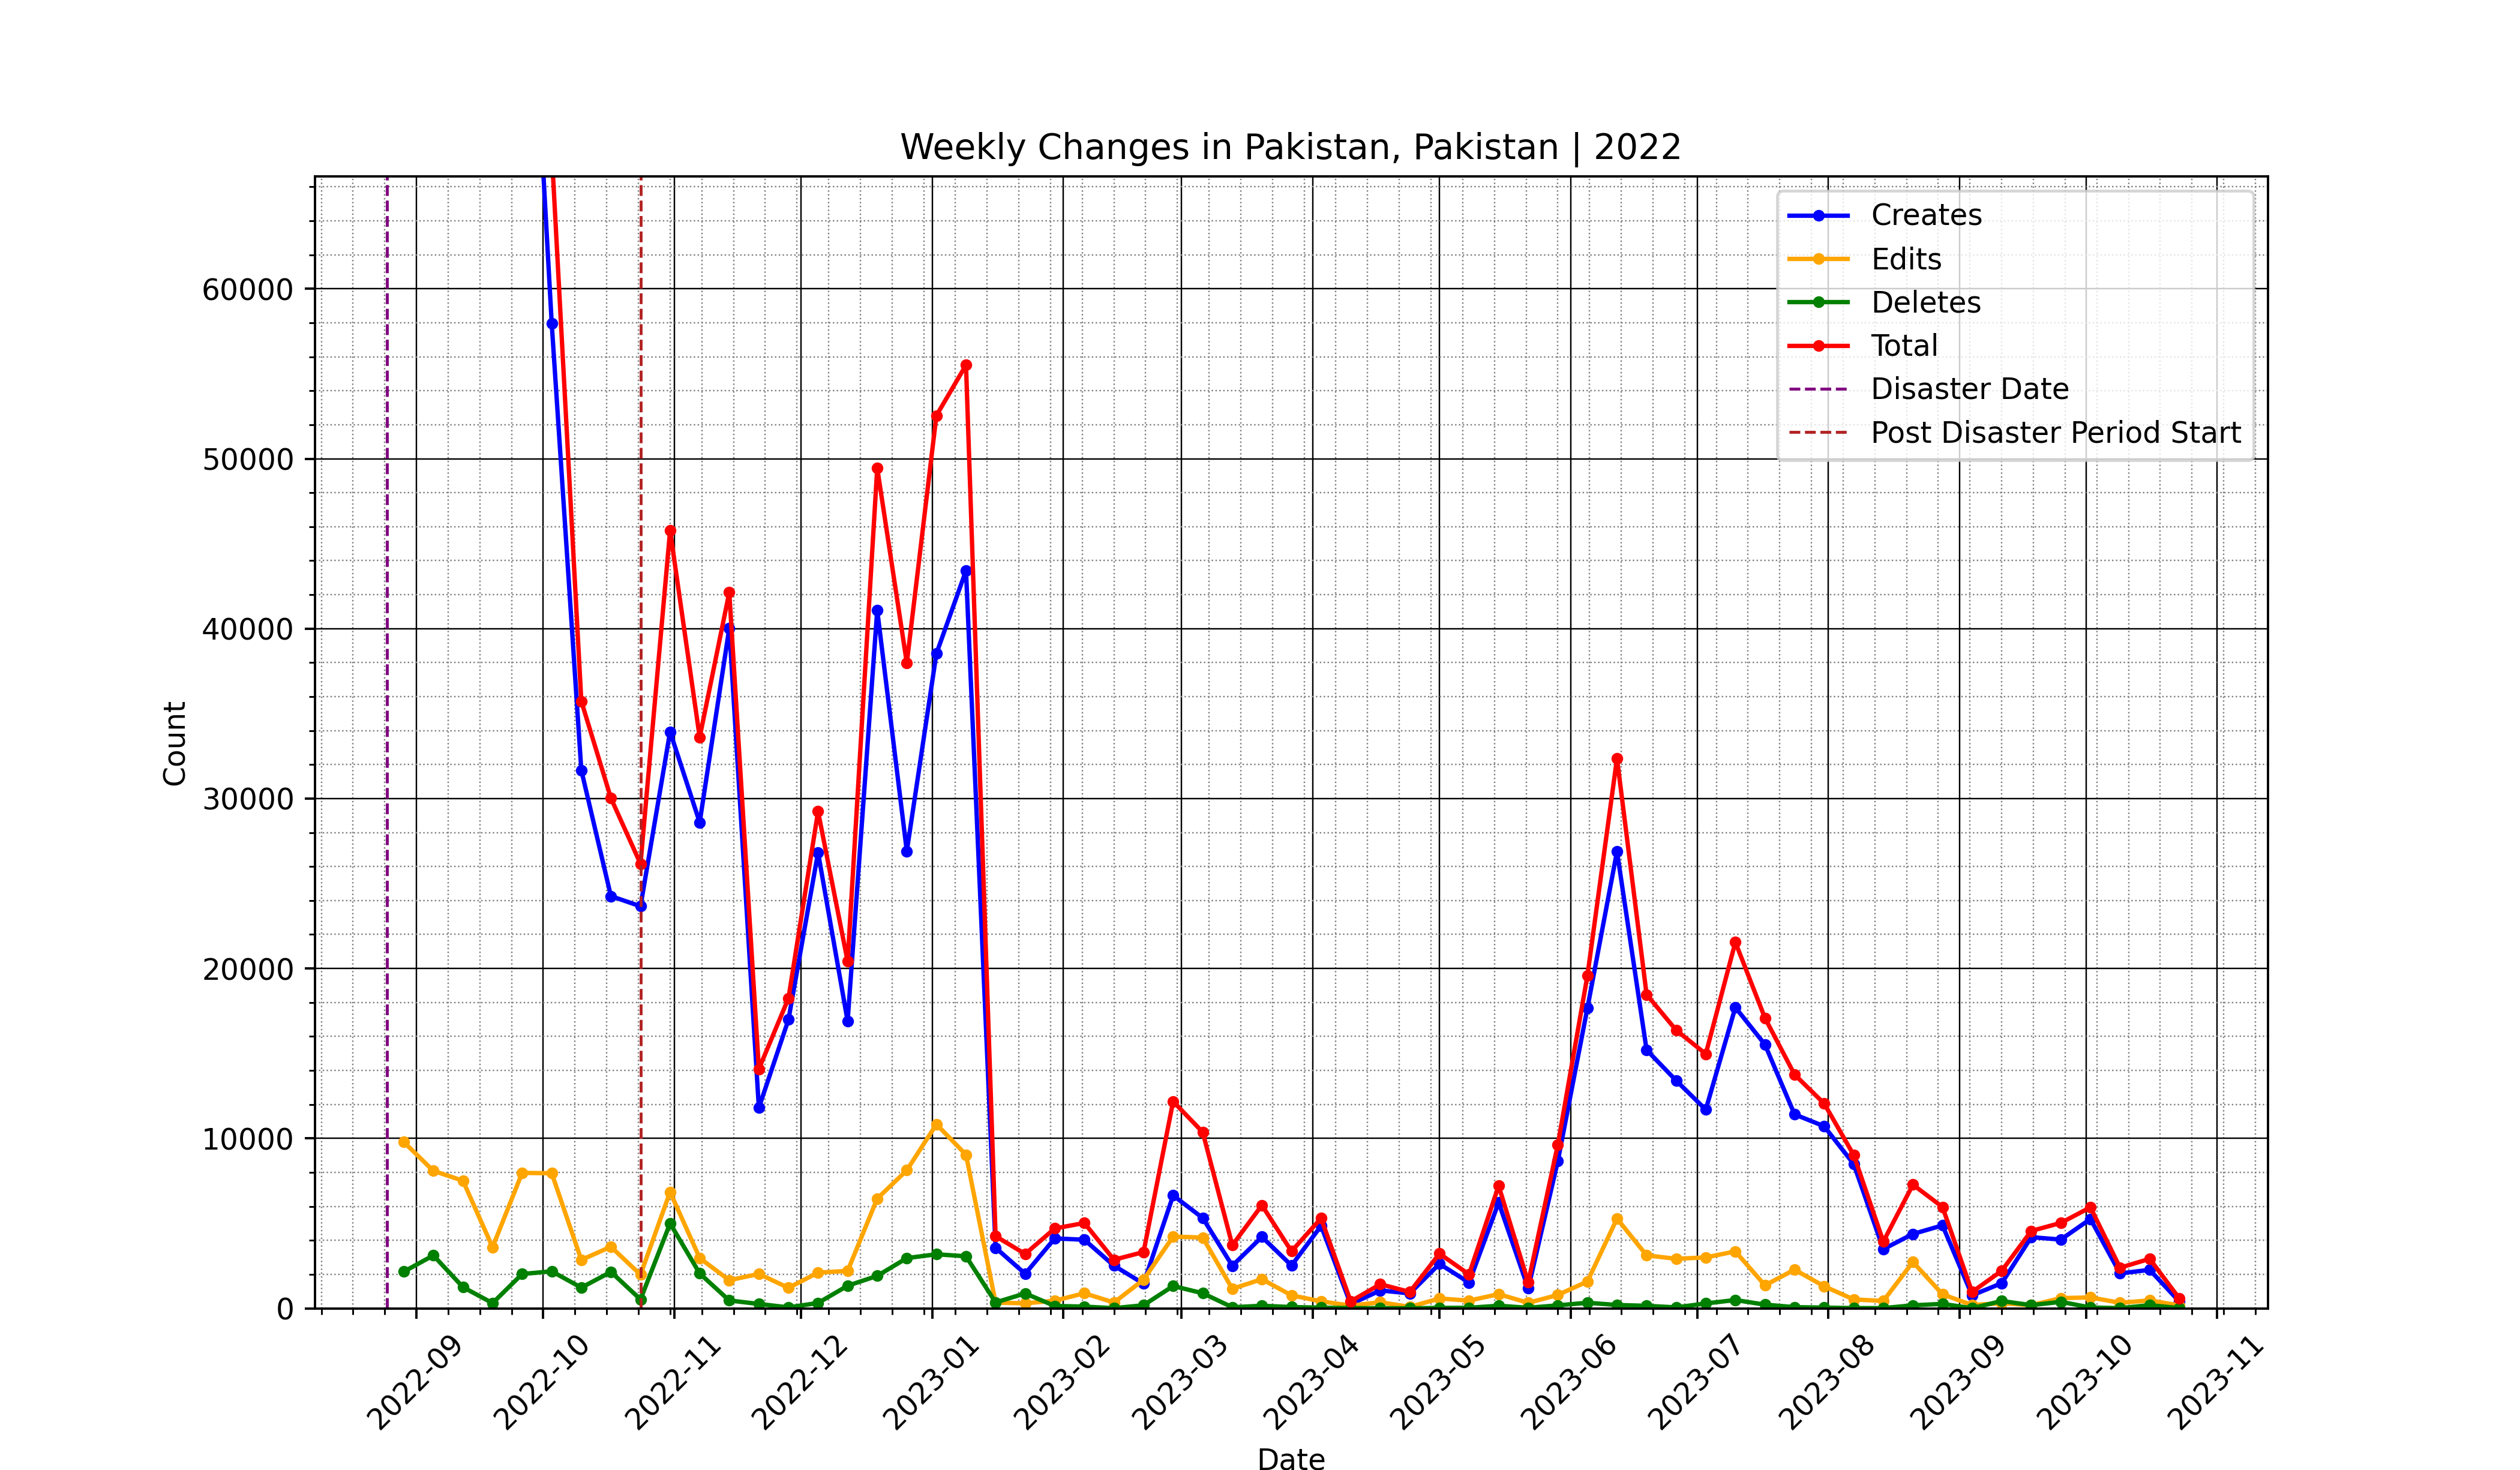 Weekly Changes in Pakistan, Pakistan | 2022
Creates
Edits
Deletes
Total
Disaster Date
Post Disaster Period Start
60000
50000
40000
30000
20000
10000
0
Count
2022-09
2022-10
2022-11
2022-12
2023-01
2023-02
2023-03
2023-04
2023-05
2023-06
2023-07
2023-08
2023-09
2023-10
2023-11
Date